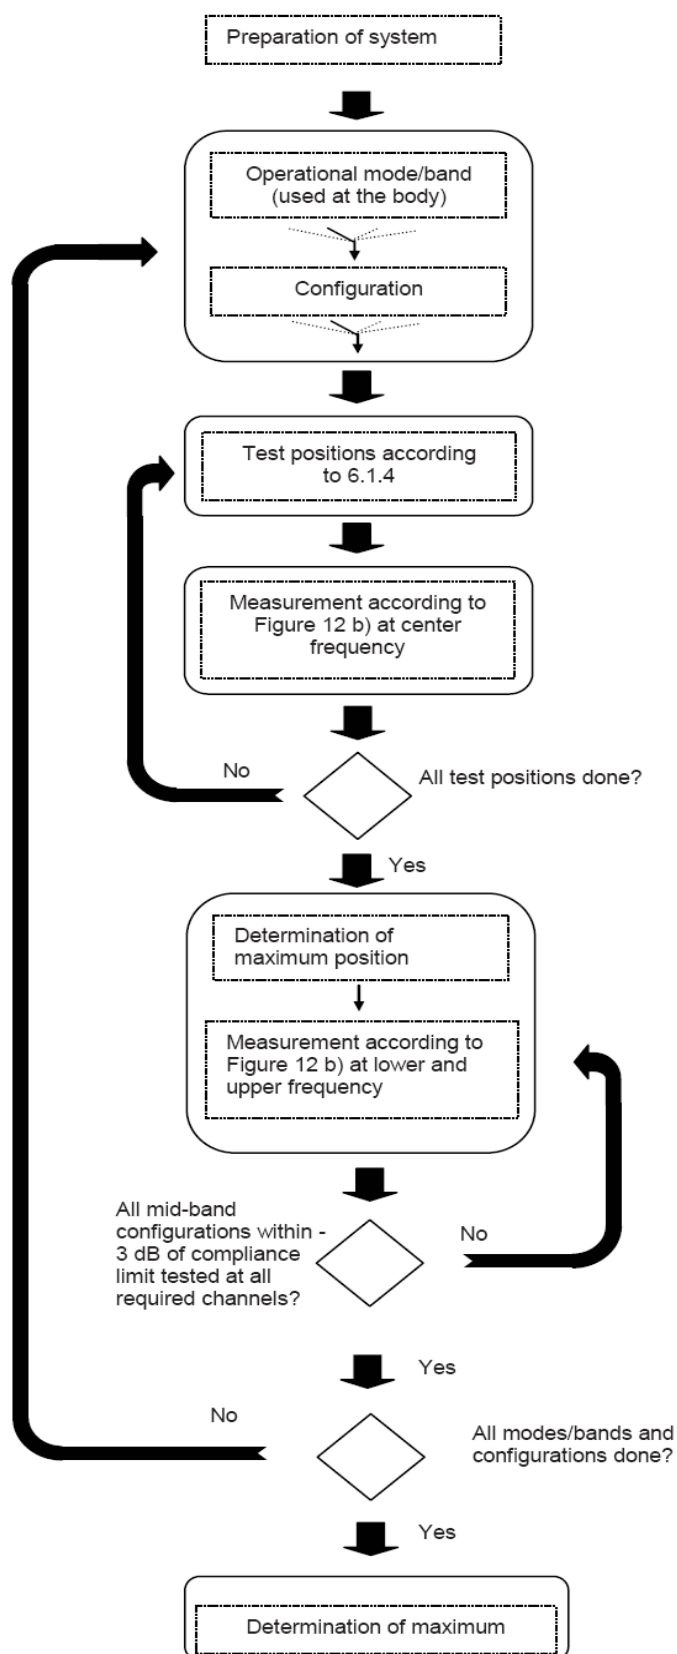 Preparation of system
Operational mode/band
(used at the body)
Configuration
Test positions according
to 6.1.4
Measurement according to
Figure 12 b) at center
frequency
No
All test positions done?
Yes
Determination of
maximum position
Measurement according to
Figure 12 b) at lower and
upper frequency
All mid-band
configurations within -
3 dB of compliance
limit tested at all
required channels?
No
Yes
No
All modes/bands and
configurations done?
Yes
Determination of maximum